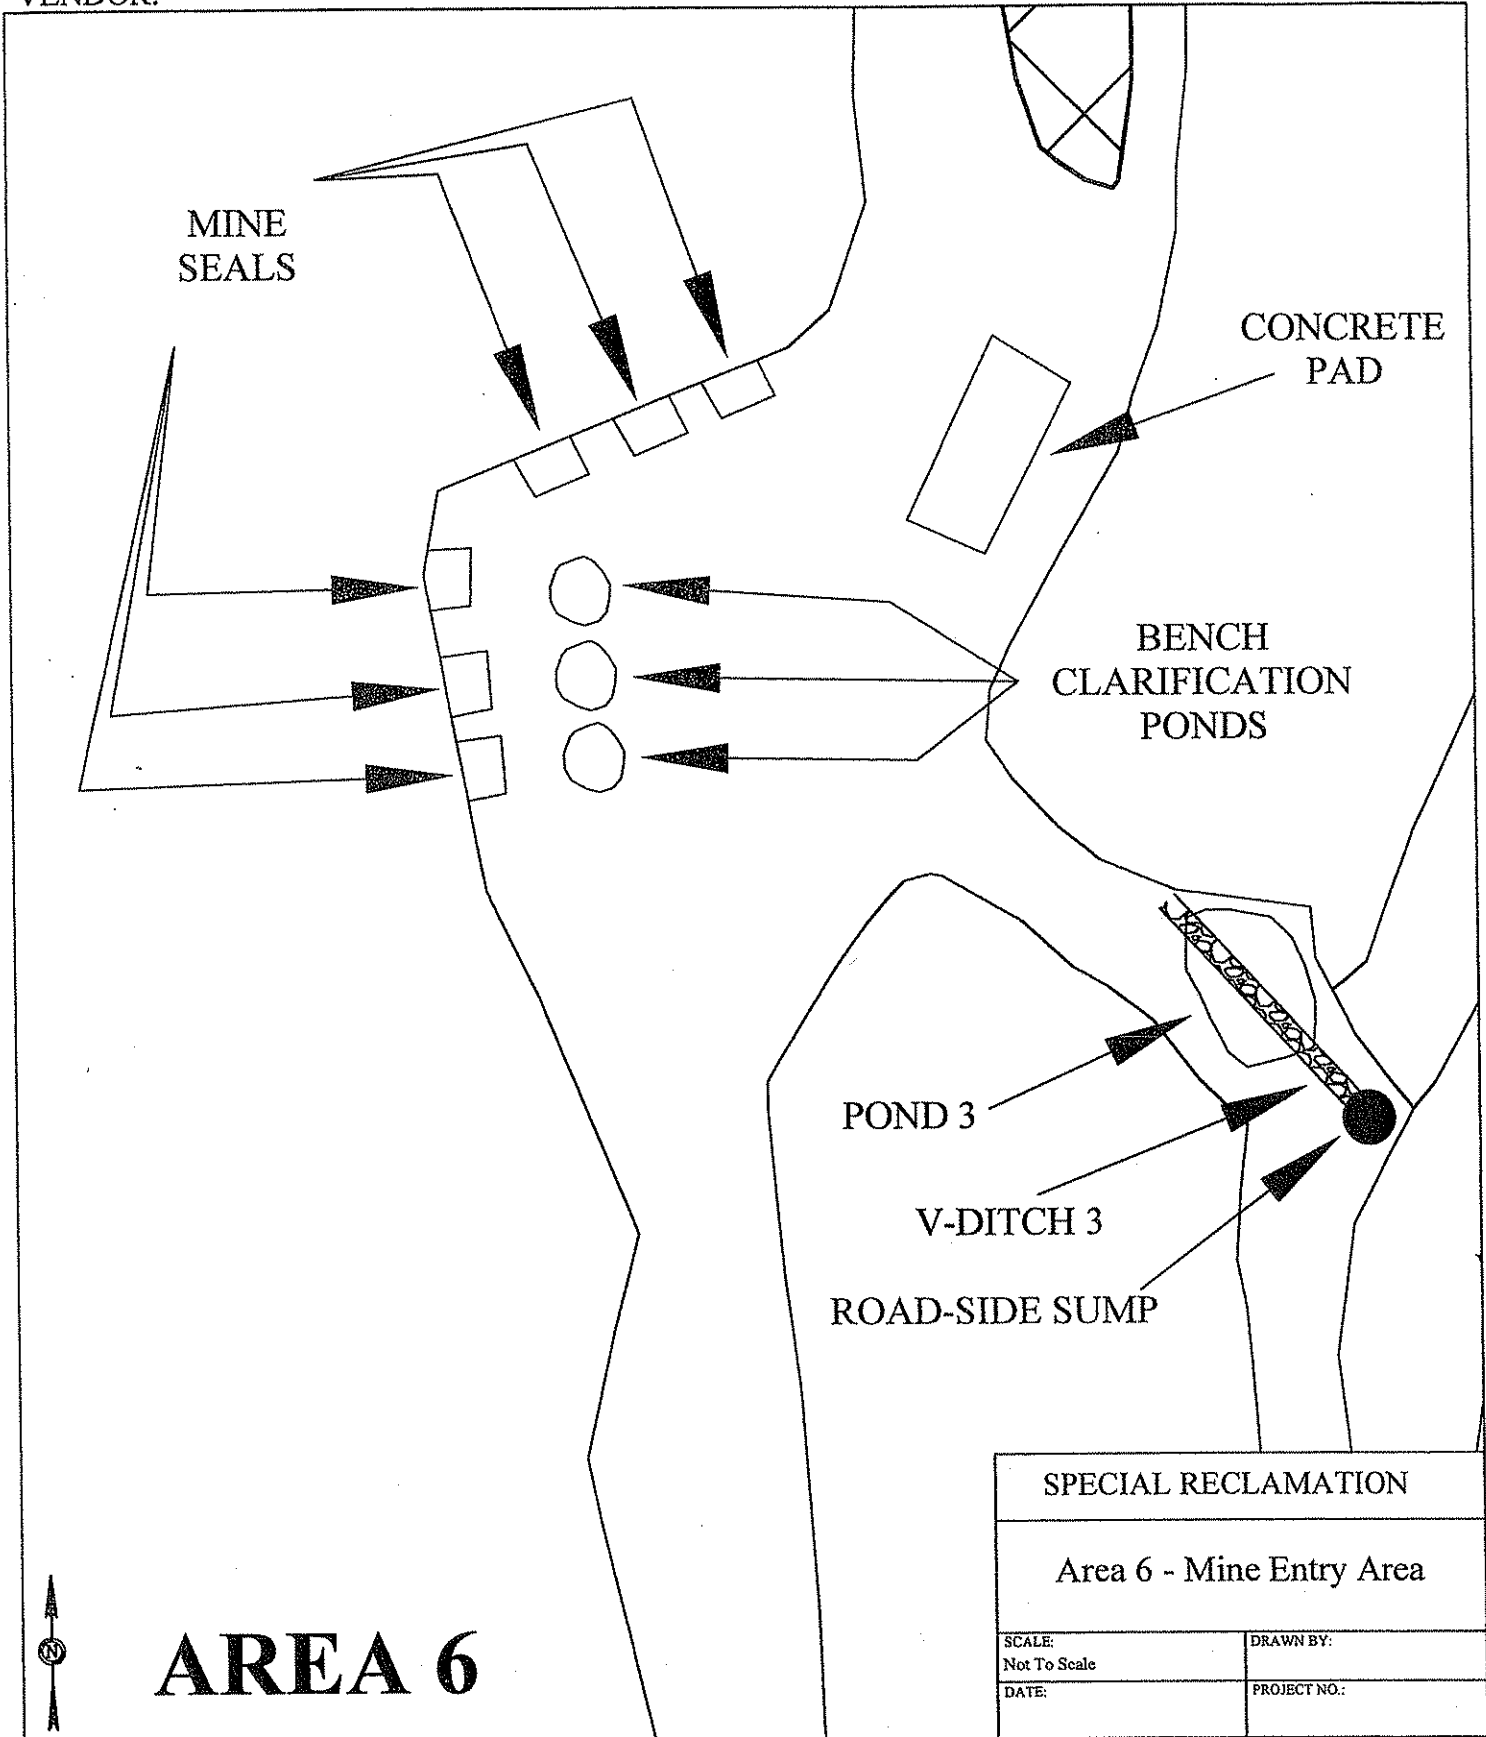 VENDOR:
MINE
SEALS
CONCRETE
PAD
BENCH
CLARIFICATION
PONDS
POND 3
V-DITCH 3
ROAD-SIDE SUMP
SPECIAL RECLAMATION
Area 6 - Mine Entry Area
SCALE:
Not To Scale
DRAWN BY:
DATE:
PROJECT NO.:
N
AREA 6